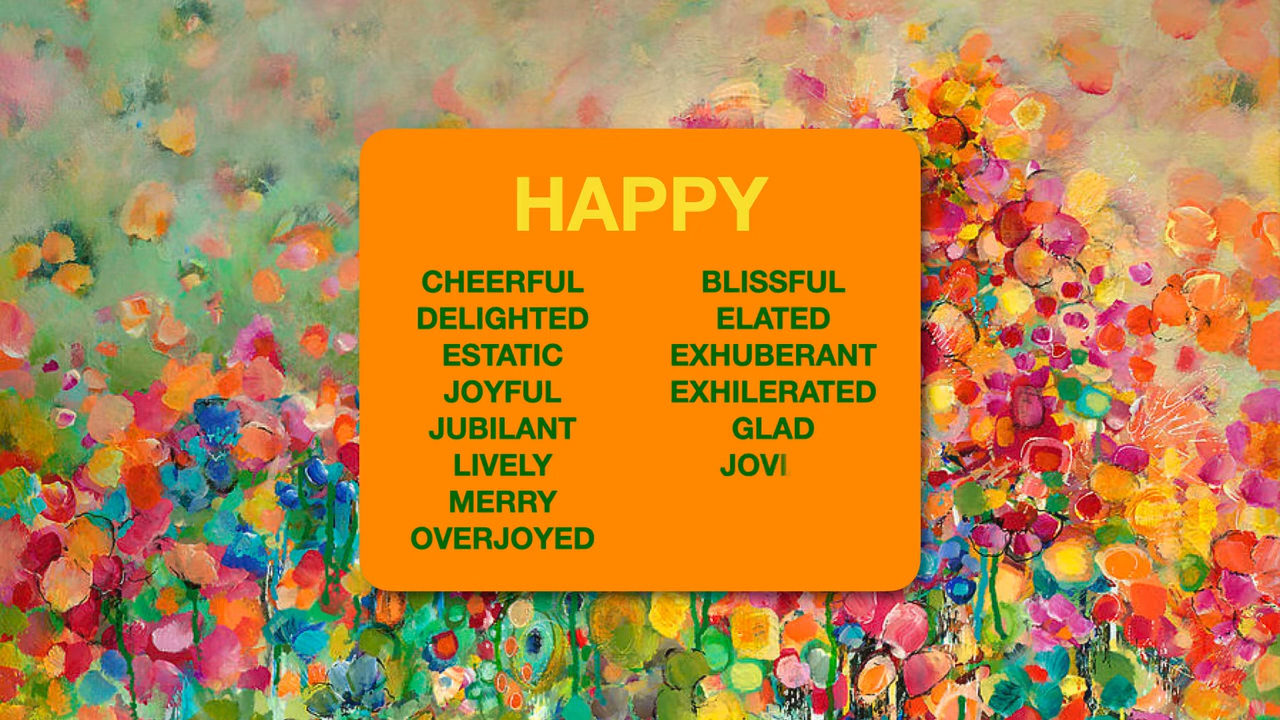 HAPPY
CHEERFUL
DELIGHTED
ESTATIC
JOYFUL
JUBILANT
LIVELY
MERRY
OVERJOYED
BLISSFUL
ELATED
EXHUBERANT
EXHILERATED
GLAD
JOVI